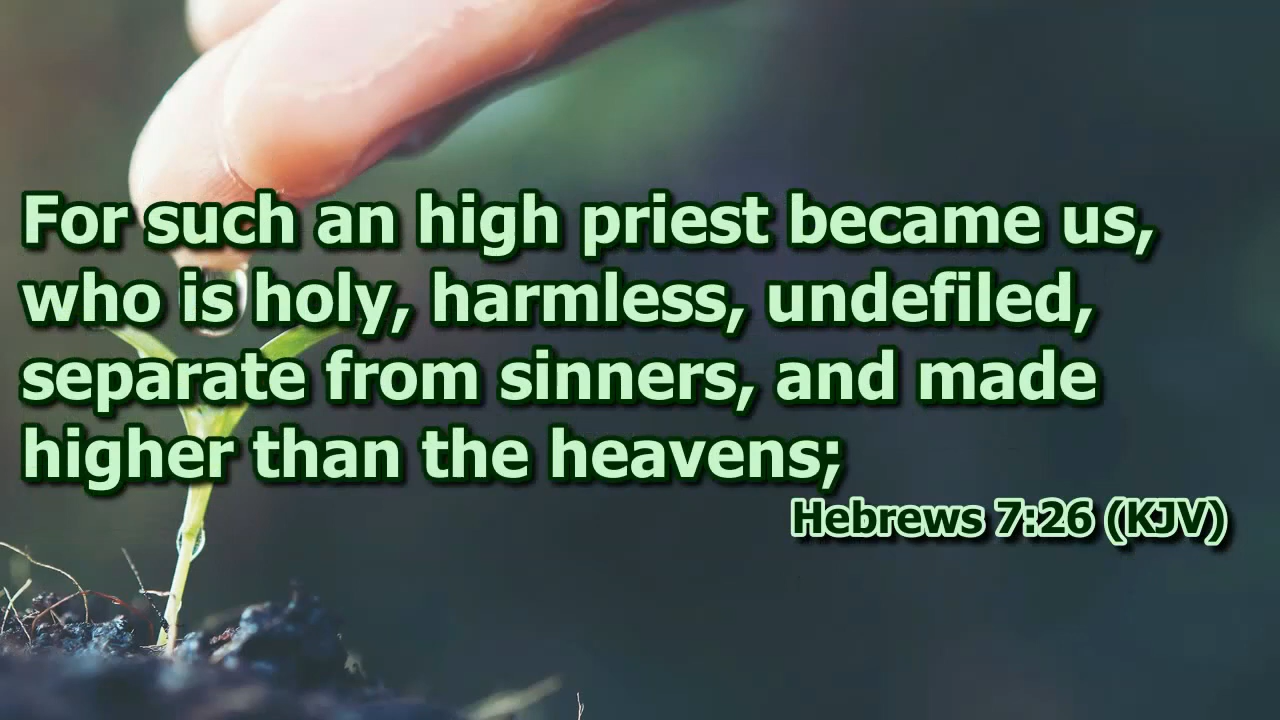 For such an high priest became us,
who is holy, harmless, undefiled,
separate from sinners, and made
higher than the heavens;
Hebrews 7:26 (KJV)